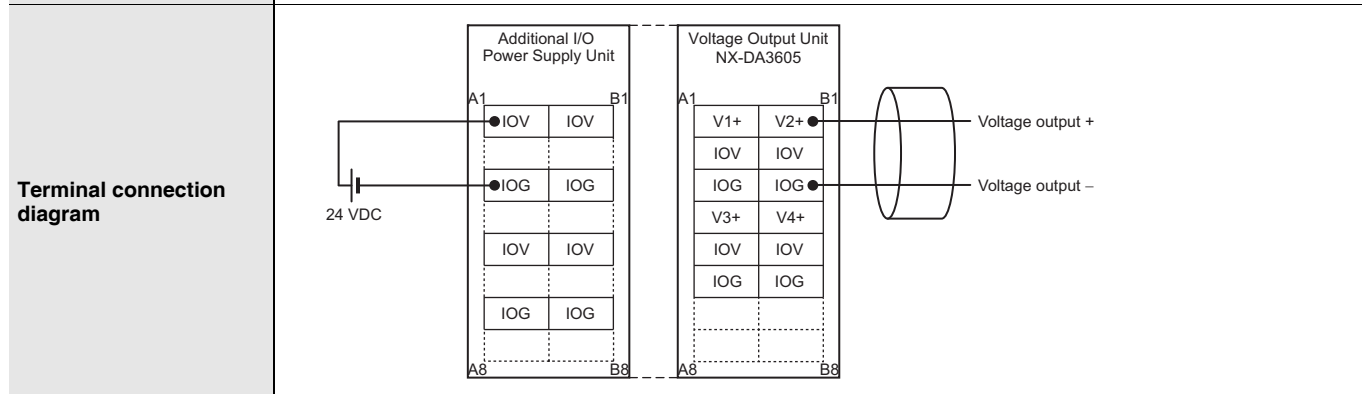 Terminal connection
diagram
24 VDC
Additional I/O
Power Supply Unit
A1 B1
IOV IOV
IOG IOG
IOV IOV
IOG IOG
A8 B8
Voltage Output Unit
NX-DA3605
A1 B1
V1+ V2+
IOV IOV
IOG IOG
V3+ V4+
IOV IOV
IOG IOG
A8 B8
Voltage output +
Voltage output −